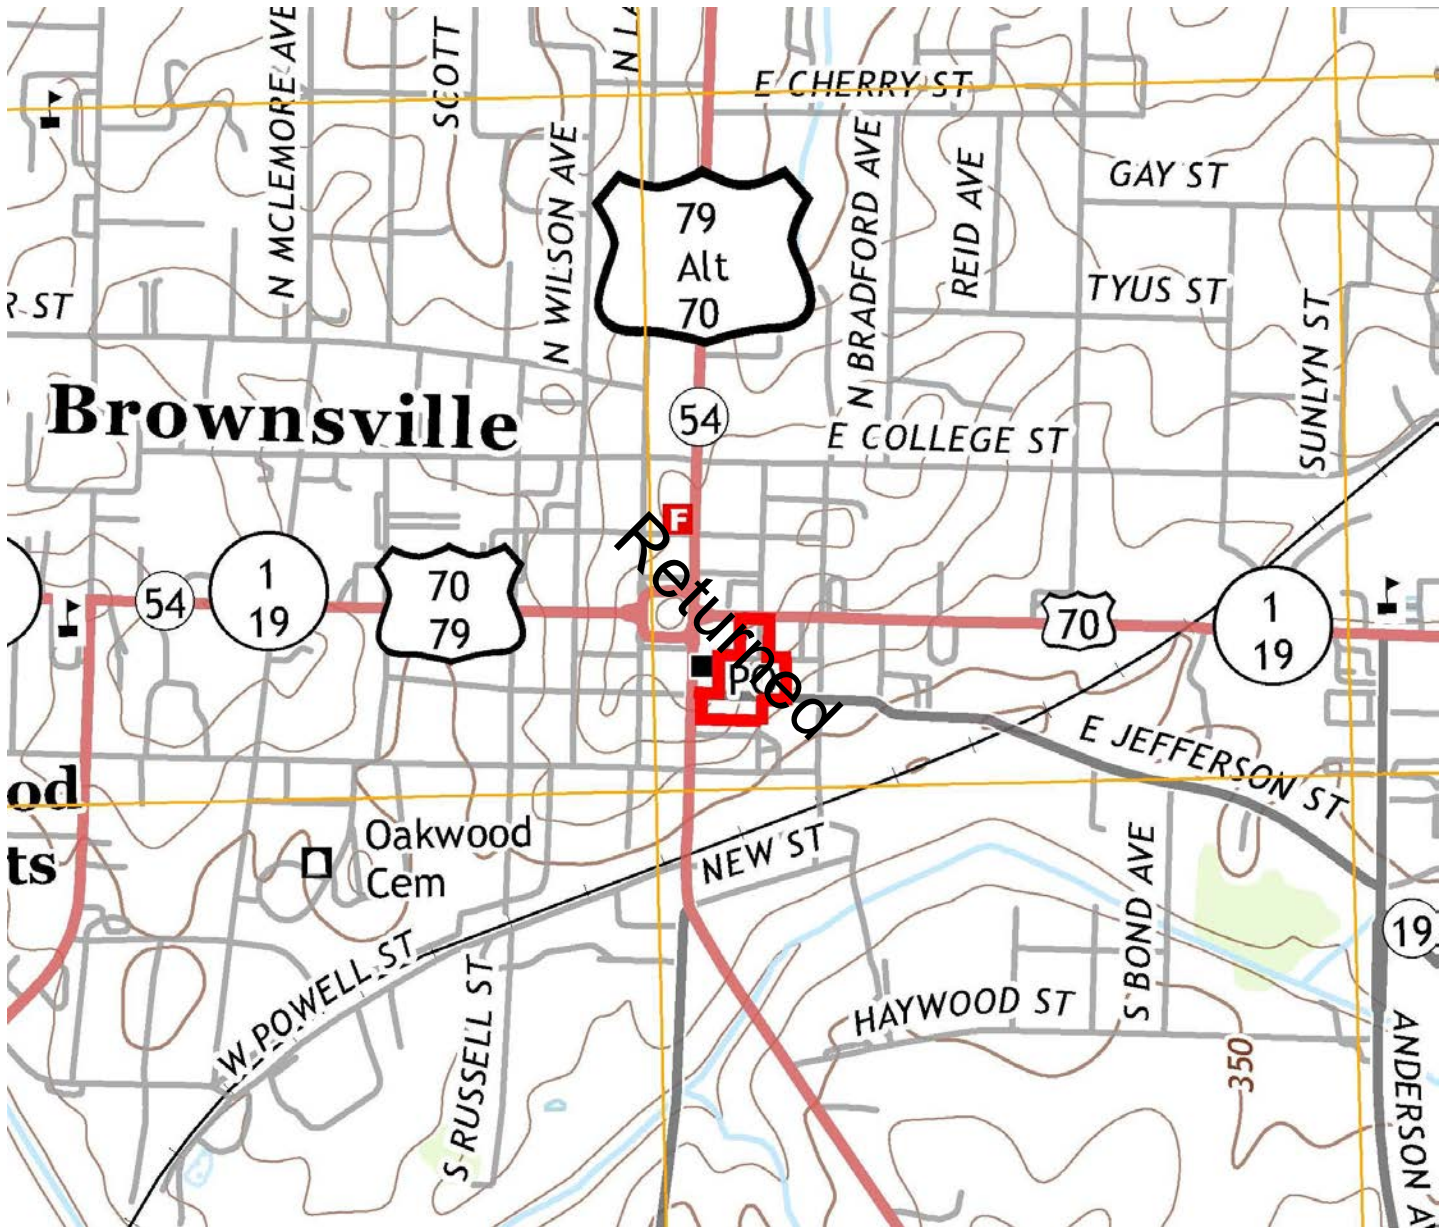 N LA
E CHERRY ST
N MCLEMORE AVE
SCOTT
N WILSON AVE
N BRADFORD AVE
REID AVE
GAY ST
79
Alt
70
TYUS ST
R ST
SUNLYN ST
Brownsville
54
E COLLEGE ST
F
1
19
54
70
79
Returned
70
1
19
E JEFFERSON ST
od
ts
Oakwood
Cem
NEW ST
S BOND AVE
19
W POWELL ST
S RUSSELL ST
HAYWOOD ST
350
ANDERSON A